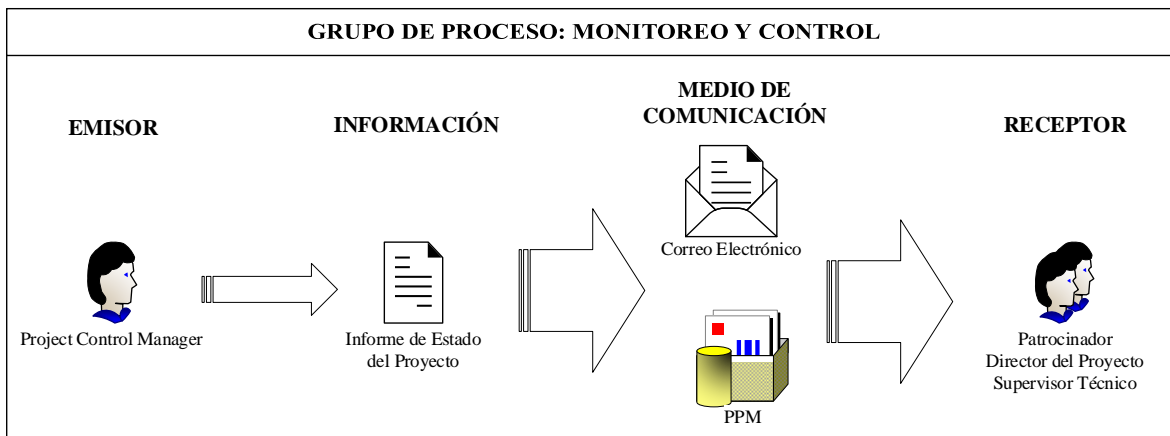 GRUPO DE PROCESO: MONITOREO Y CONTROL
EMISOR
INFORMACIÓN
MEDIO DE
COMUNICACIÓN
RECEPTOR
Project Control Manager
Informe de Estado
del Proyecto
Correo Electrónico
PPM
Patrocinador
Director del Proyecto
Supervisor Técnico